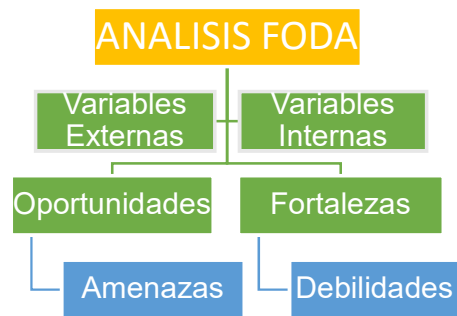 ANALISIS FODA
Variables
Externas
Variables
Internas
Oportunidades
Fortalezas
Amenazas
Debilidades